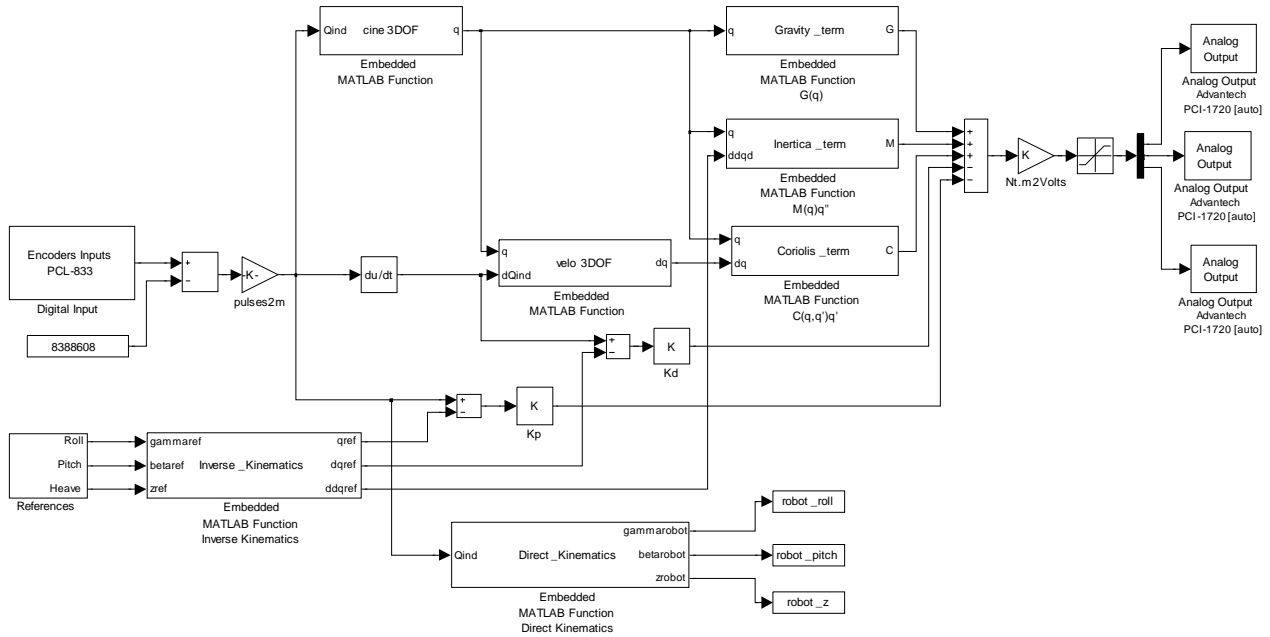 Qind cine 3DOF q
Embedded
MATLAB Function
q Gravity _term G
Embedded
MATLAB Function
G(q)
q
ddqd
Inertica _term M
Embedded
MATLAB Function
M(q)q"
q
dq
Coriolis _term C
Embedded
MATLAB Function
C(q,q')q'
+
+
+
−
−
K
Nt.m2Volts
Analog
Output
Analog Output
Advantech
PCI-1720 [auto]
Analog
Output
Analog Output
Advantech
PCI-1720 [auto]
Analog
Output
Analog Output
Advantech
PCI-1720 [auto]
Encoders Inputs
PCL-833
Digital Input
8388608
+
−
-K-
pulses2m
du/dt
q
dQind
velo 3DOF dq
Embedded
MATLAB Function
+
−
K
Kd
+
−
K
Kp
Roll
Pitch
Heave
References
gammaref
betaref
zref
Inverse _Kinematics
qref
dqref
ddqref
Embedded
MATLAB Function
Inverse Kinematics
Qind
Direct _Kinematics
gammarobot
betarobot
zrobot
Embedded
MATLAB Function
Direct Kinematics
robot _roll
robot _pitch
robot _z